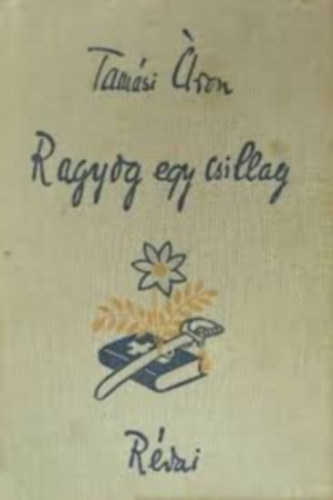 Tamási Áron
Ragyog egy csillag
Révai